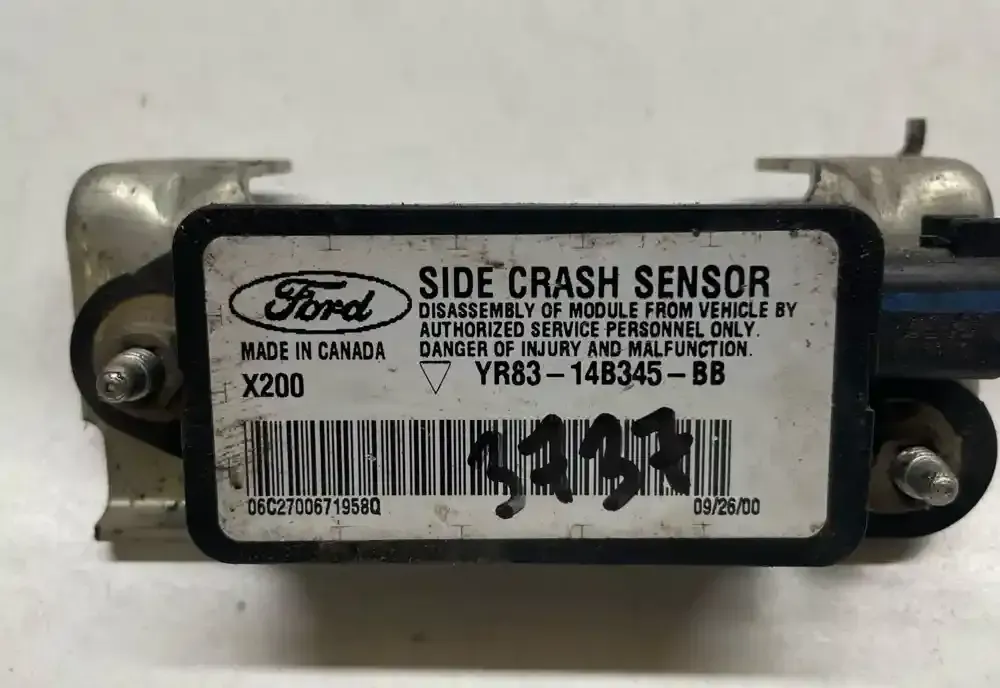 Ford
SIDE CRASH SENSOR
DISASSEMBLY OF MODULE FROM VEHICLE BY
AUTHORIZED SERVICE PERSONNEL ONLY.
DANGER OF INJURY AND MALFUNCTION.
MADE IN CANADA
X200
YR83-14B345-BB
3737
06C2700671958Q
09/26/00